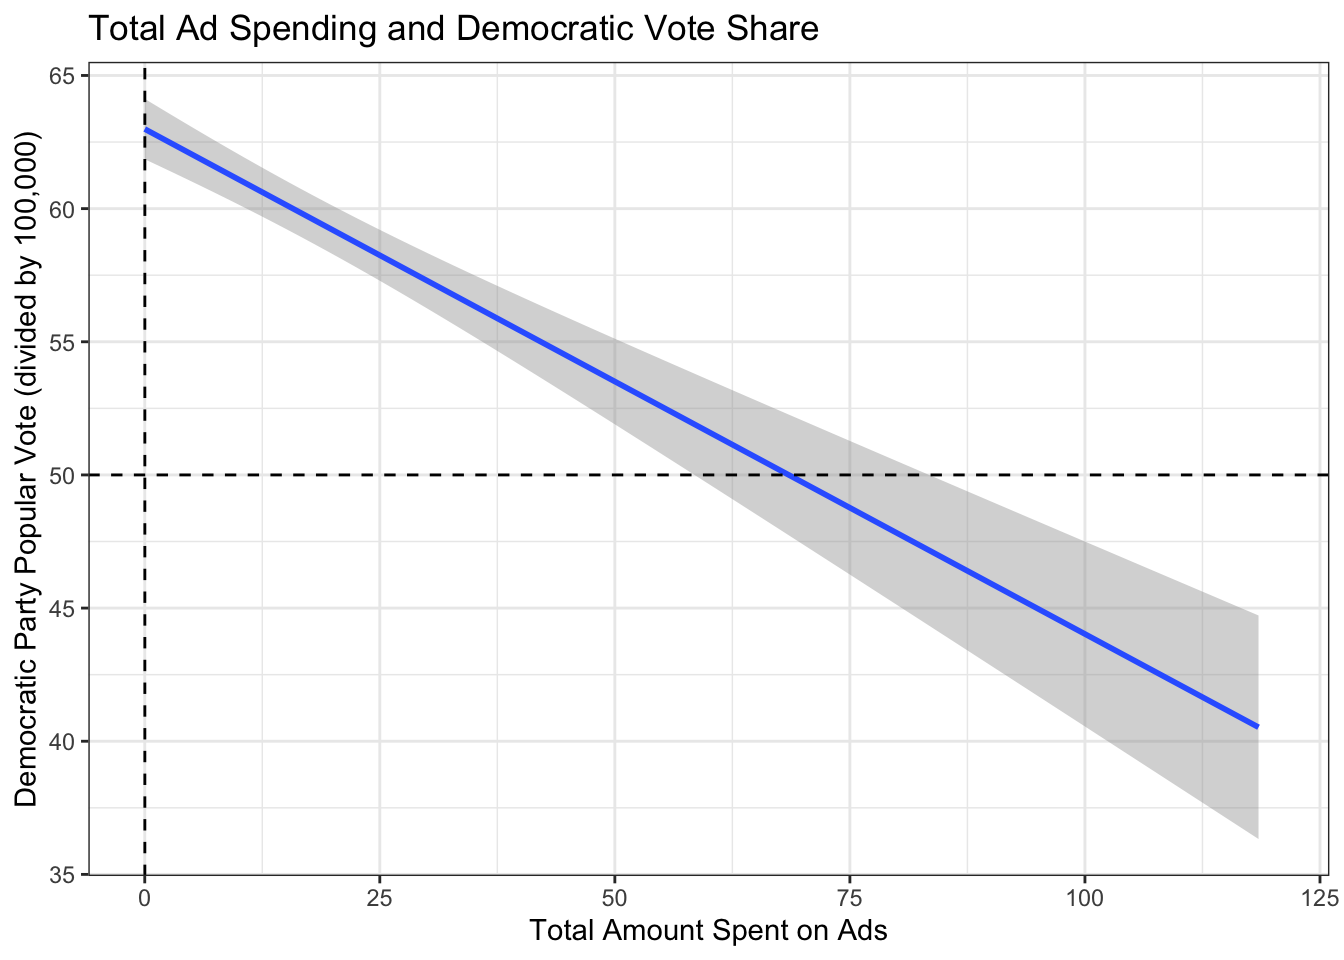 Total Ad Spending and Democratic Vote Share
Democratic Party Popular Vote (divided by 100,000)
65
60
55
50
45
40
35
0 25 50 75 100 125
Total Amount Spent on Ads